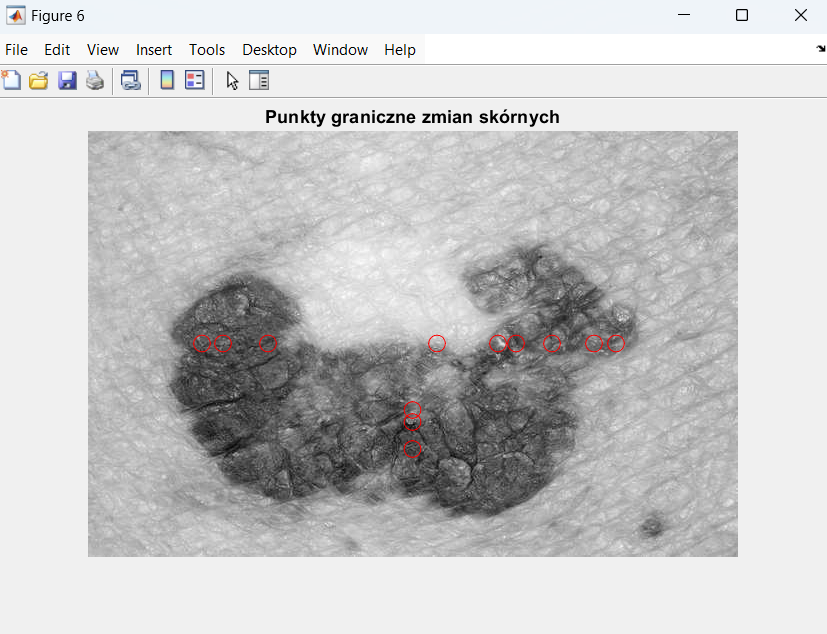 Figure 6
File Edit View Insert Tools Desktop Window Help
Punkty graniczne zmian skórnych